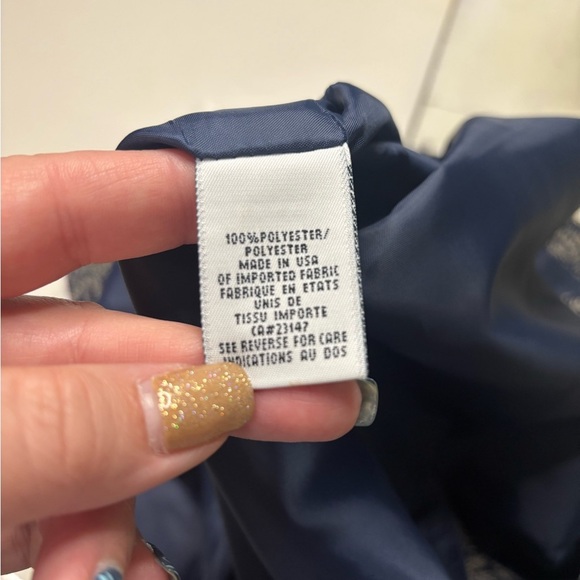 100%POLYESTER/
POLYESTER
MADE IN USA
OF IMPORTED FABRIC
FABRIQUE EN ETATS
UNIS DE
TISSU IMPORTE
CA#23147
SEE REVERSE FOR CARE
INDICATIONS AU DOS